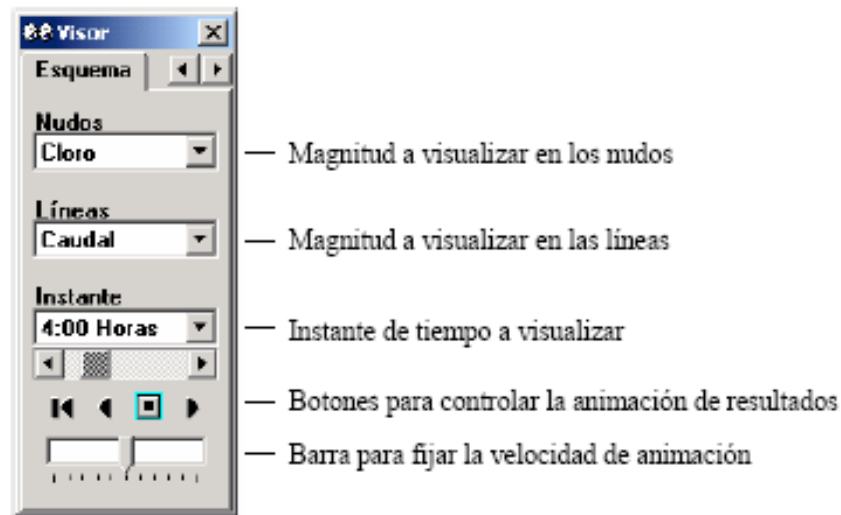 Visor
Esquema
Nudos
Cloro — Magnitud a visualizar en los nudos
Líneas
Caudal — Magnitud a visualizar en las líneas
Instante
4:00 Horas — Instante de tiempo a visualizar
— Botones para controlar la animación de resultados
— Barra para fijar la velocidad de animación